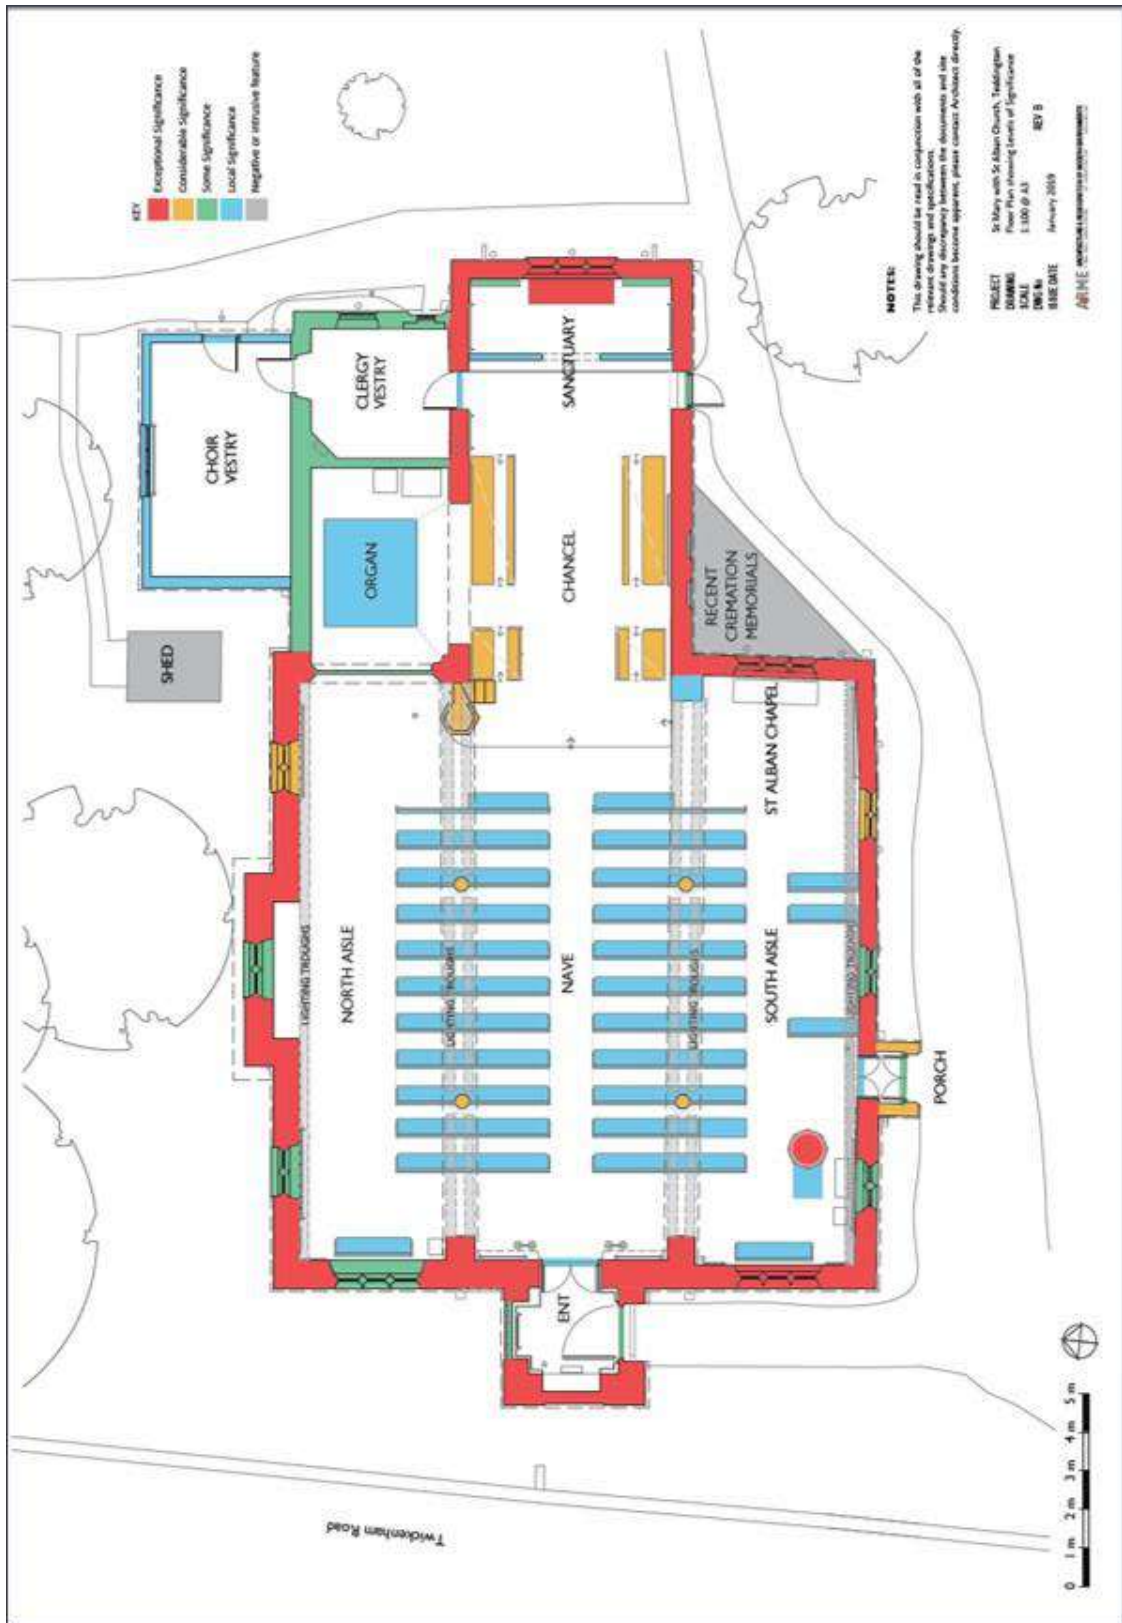 KEY
Exceptional Significance
Considerable Significance
Some Significance
Local Significance
Negative or intrusive feature
CHOIR
VESTRY
CLERGY
VESTRY
SHED
ORGAN
SANCTUARY
CHANCEL
RECENT
CREMATION
MEMORIALS
ST ALBAN CHAPEL
LIGHTING TROUGHS
NORTH AISLE
LIGHTING TROUGHS
NAVE
LIGHTING TROUGHS
SOUTH AISLE
LIGHTING TROUGHS
PORCH
ENT
Twickenham Road
0 1 m 2 m 3 m 4 m 5 m
NOTES:
This drawing should be read in conjunction with all of the
relevant drawings and specifications.
Should any discrepancy between the documents and site
conditions become apparent, please contact Architect directly.
PROJECT St Mary with St Alban Church, Teddington
DRAWING Floor Plan showing Levels of Significance
SCALE 1:100 @ A3
DWG No REV B
ISSUE DATE January 2019